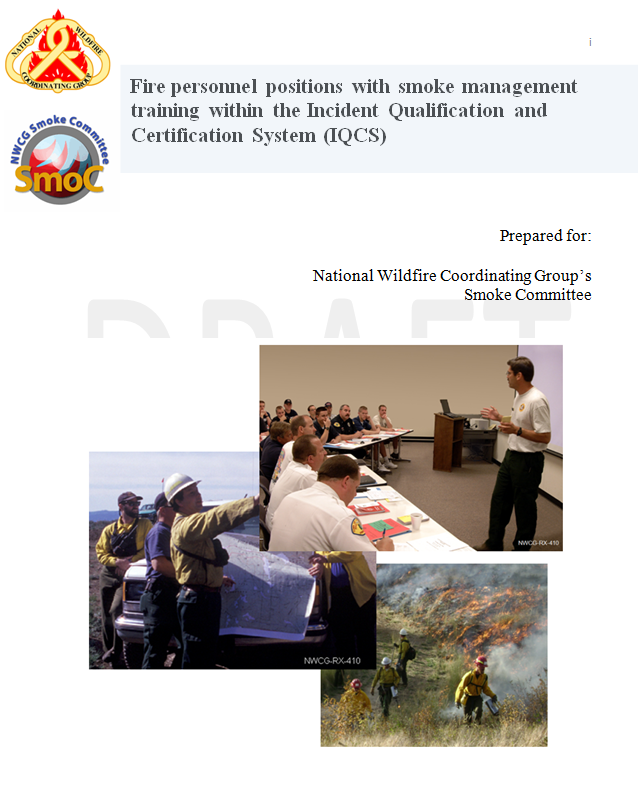 i
NATIONAL WILDFIRE
COORDINATING GROUP
NWCG Smoke Committee
SmoC
Fire personnel positions with smoke management
training within the Incident Qualification and
Certification System (IQCS)
Prepared for:
National Wildfire Coordinating Group's
Smoke Committee
DRAFT
NWCG-RX-410
NWCG-RX-410